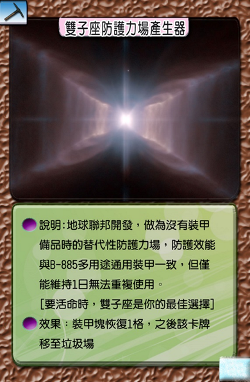 雙子座防護力場產生器
說明:地球聯邦開發，做為沒有裝甲
備品時的替代性防護力場，防護效能
與B-885多用途通用裝甲一致，但僅
能維持1日無法重複使用。
[要活命時，雙子座是你的最佳選擇]
效果：裝甲塊恢復1格，之後該卡牌
移至垃圾場